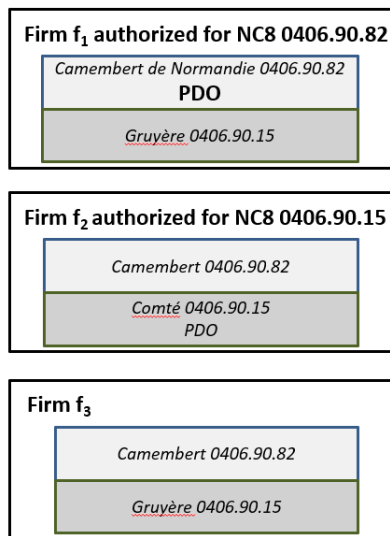 Firm f₁ authorized for NC8 0406.90.82
Camembert de Normandie 0406.90.82
PDO
Gruyère 0406.90.15
Firm f₂ authorized for NC8 0406.90.15
Camembert 0406.90.82
Comté 0406.90.15
PDO
Firm f₃
Camembert 0406.90.82
Gruyère 0406.90.15